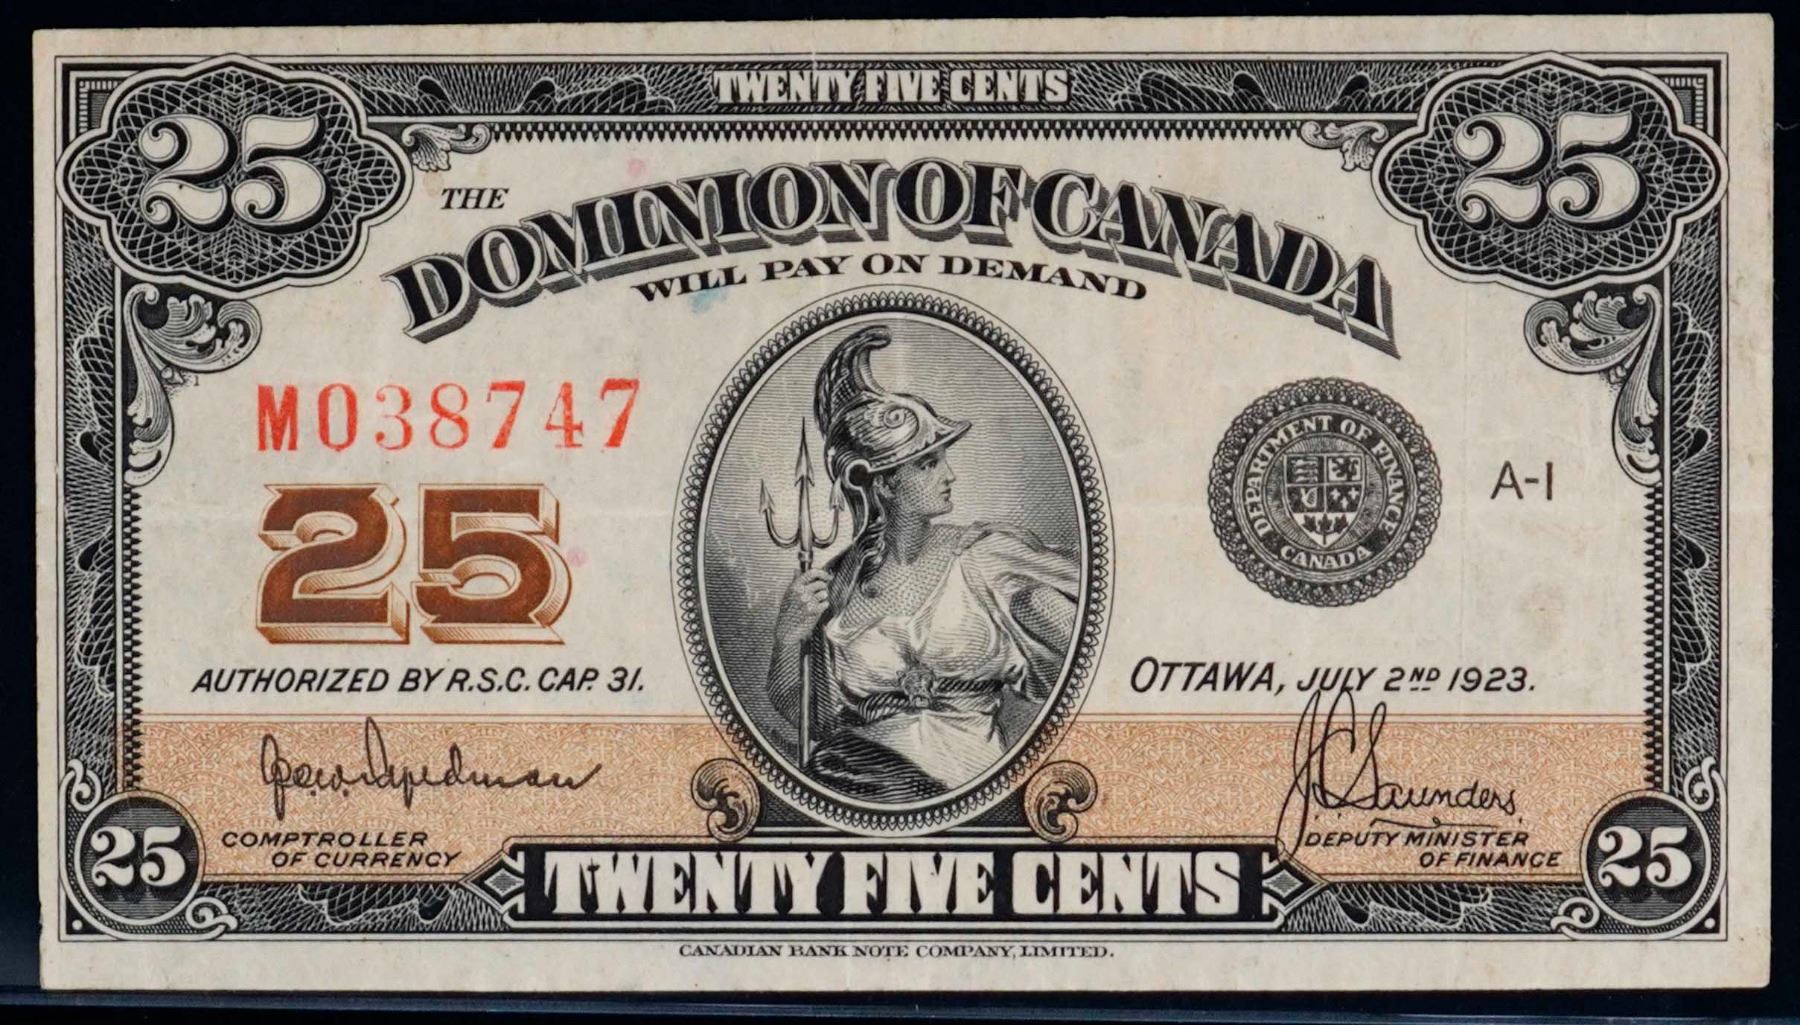 TWENTY FIVE CENTS
25 25
THE
DOMINION OF CANADA
WILL PAY ON DEMAND
M038747
25
DEPARTMENT OF FINANCE
CANADA
A-1
AUTHORIZED BY R.S.C. CAP. 31.
OTTAWA, JULY 2ND 1923.
J C Saunders
COMPTROLLER
OF CURRENCY
DEPUTY MINISTER
OF FINANCE
25 25
TWENTY FIVE CENTS
CANADIAN BANK NOTE COMPANY, LIMITED.